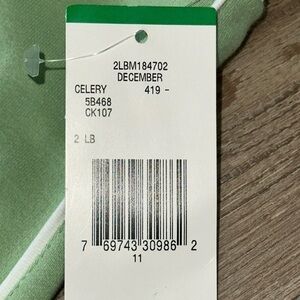 2LBM184702
DECEMBER
CELERY 419 -
5B468
CK107
2 LB
7 69743 30986 2
11